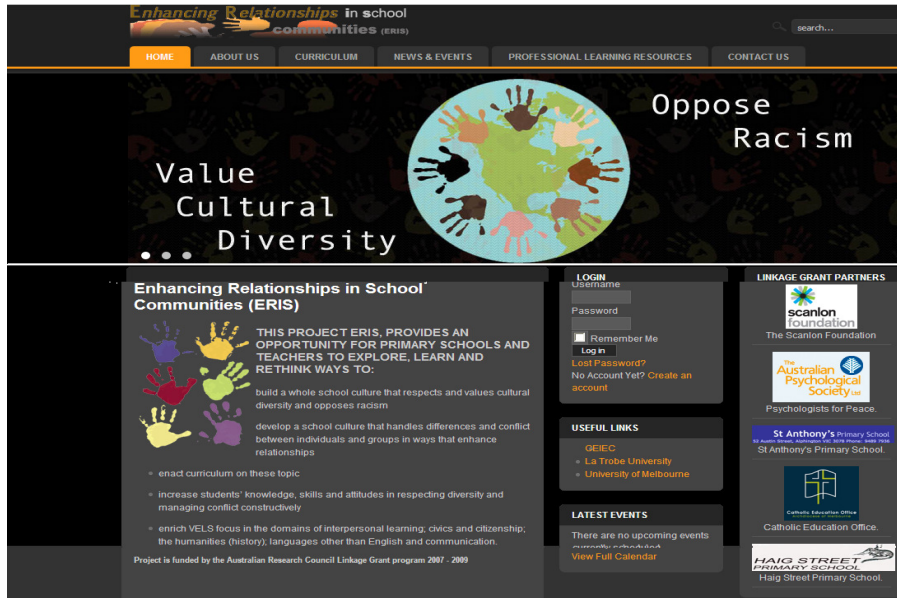 Enhancing Relationships in school
communities (ERIS)
search...
HOME
ABOUT US
CURRICULUM
NEWS & EVENTS
PROFESSIONAL LEARNING RESOURCES
CONTACT US
Oppose
Racism
Value
Cultural
Diversity
Enhancing Relationships in School
Communities (ERIS)
THIS PROJECT ERIS, PROVIDES AN
OPPORTUNITY FOR PRIMARY SCHOOLS AND
TEACHERS TO EXPLORE, LEARN AND
RETHINK WAYS TO:
build a whole school culture that respects and values cultural
diversity and opposes racism
develop a school culture that handles differences and conflict
between individuals and groups in ways that enhance
relationships
enact curriculum on these topic
increase students' knowledge, skills and attitudes in respecting diversity and
managing conflict constructively
enrich VELS focus in the domains of interpersonal learning; civics and citizenship;
the humanities (history); languages other than English and communication.
Project is funded by the Australian Research Council Linkage Grant program 2007 - 2009
LOGIN
Username
Password
Remember Me
Log in
Lost Password?
No Account Yet? Create an
account
USEFUL LINKS
GEIEC
La Trobe University
University of Melbourne
LATEST EVENTS
There are no upcoming events
currently scheduled
View Full Calendar
LINKAGE GRANT PARTNERS
scanlon
foundation
The Scanlon Foundation
The
Australian
Psychological
Society Ltd
Psychologists for Peace.
St Anthony's Primary School
St Anthony's Primary School.
Catholic Education Office
Catholic Education Office.
HAIG STREET
PRIMARY SCHOOL
Haig Street Primary School.